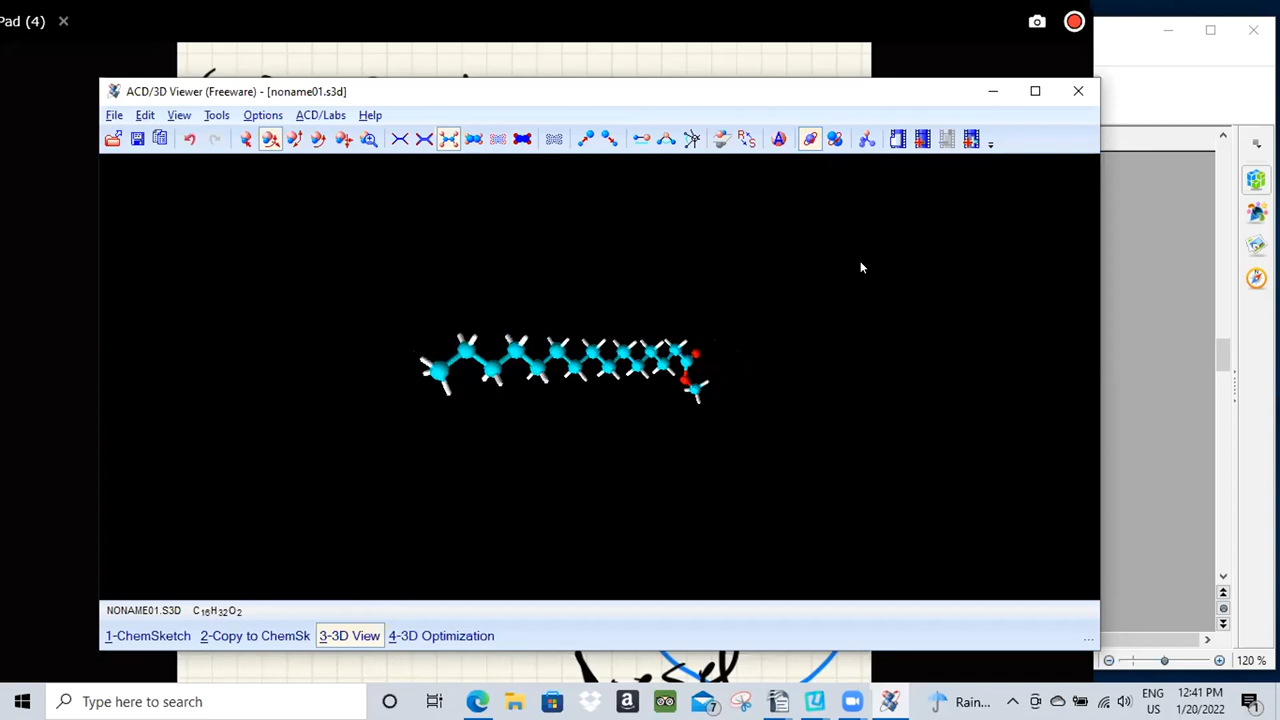 Pad (4)
ACD/3D Viewer (Freeware) - [noname01.s3d]
File Edit View Tools Options ACD/Labs Help
NONAME01.S3D C16H32O2
1-ChemSketch 2-Copy to ChemSk 3-3D View 4-3D Optimization
120 %
Type here to search
7
Rain...
ENG
US
12:41 PM
1/20/2022
1